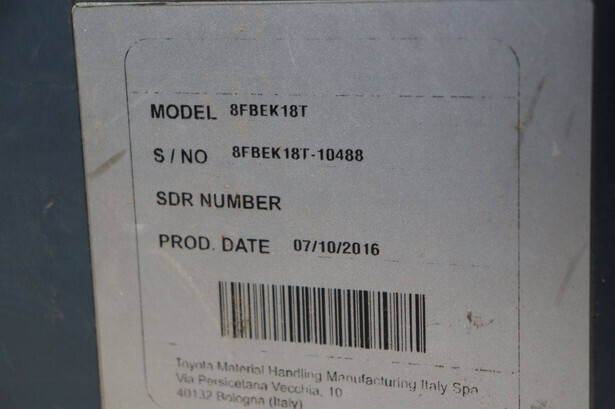 MODEL 8FBEK18T
S / NO 8FBEK18T-10488
SDR NUMBER
PROD. DATE 07/10/2016
Toyota Material Handling Manufacturing Italy Spa
Via Persicetana Vecchia, 10
40132 Bologna (Italy)